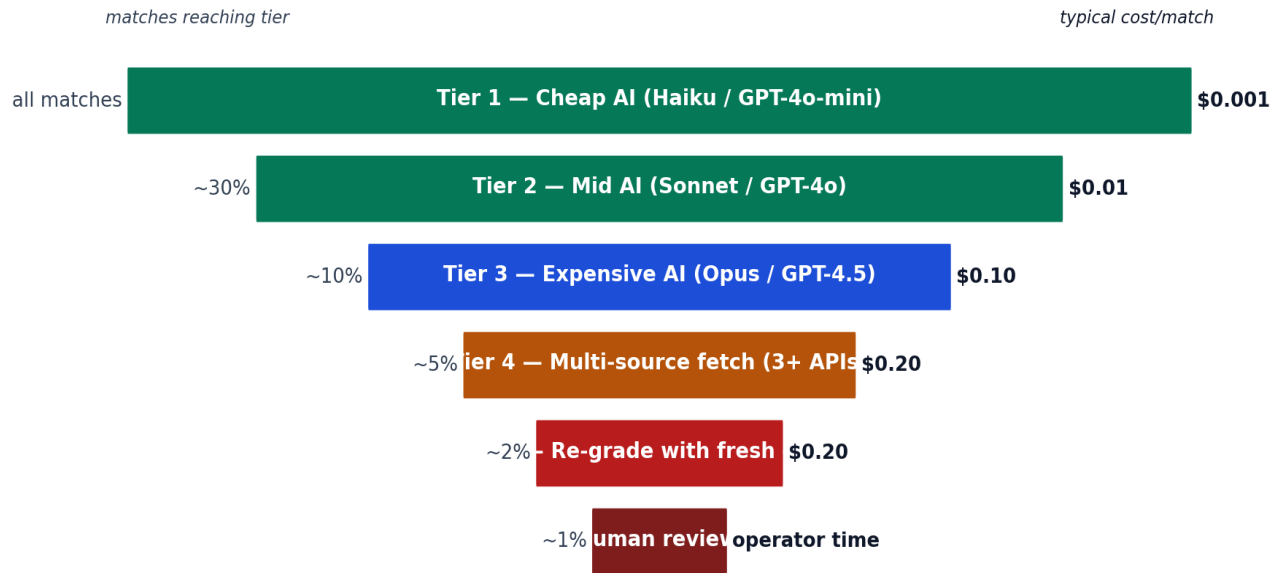 matches reaching tier typical cost/match
all matches Tier 1 — Cheap AI (Haiku / GPT-4o-mini) $0.001
~30% Tier 2 — Mid AI (Sonnet / GPT-4o) $0.01
~10% Tier 3 — Expensive AI (Opus / GPT-4.5) $0.10
~5% ier 4 — Multi-source fetch (3+ APIs $0.20
~2% – Re-grade with fresh $0.20
~1% uman review operator time